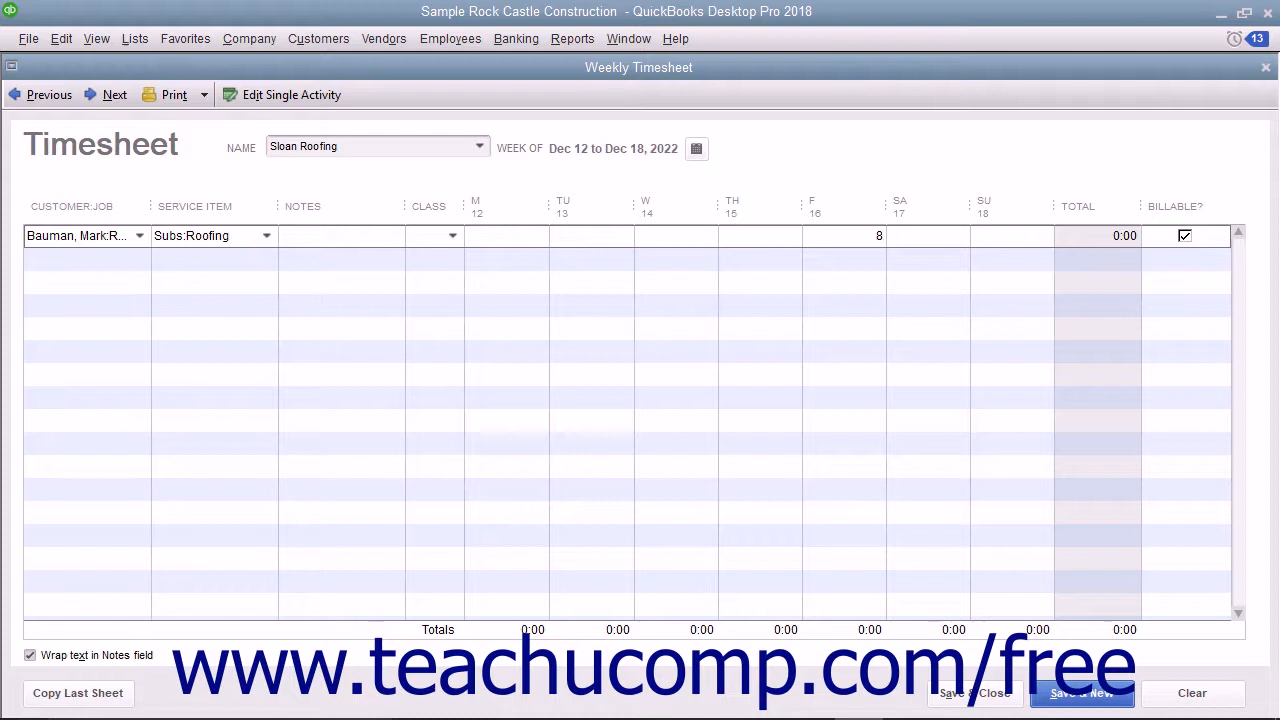 Sample Rock Castle Construction - QuickBooks Desktop Pro 2018
File Edit View Lists Favorites Company Customers Vendors Employees Banking Reports Window Help 13
Weekly Timesheet
Previous Next Print Edit Single Activity
Timesheet NAME Sloan Roofing WEEK OF Dec 12 to Dec 18, 2022
CUSTOMER:JOB SERVICE ITEM NOTES CLASS M 12 TU 13 W 14 TH 15 F 16 SA 17 SU 18 TOTAL BILLABLE?
Bauman, Mark:R... Subs:Roofing 8 0:00
Totals 0:00 0:00 0:00 0:00 0:00 0:00 0:00 0:00
Wrap text in Notes field
www.teachucomp.com/free
Copy Last Sheet Save & Close Save & New Clear